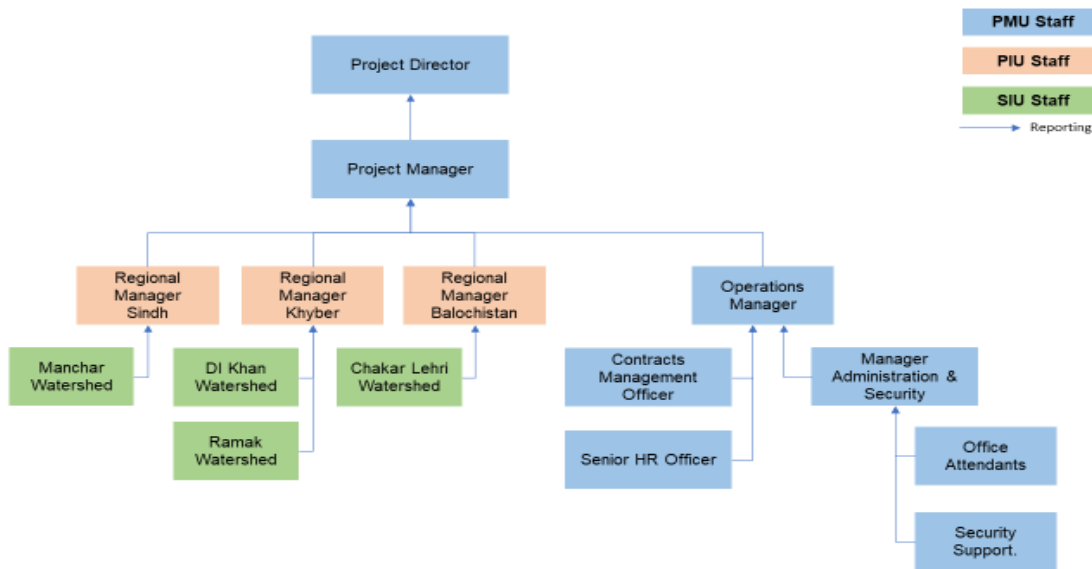 PMU Staff
PIU Staff
SIU Staff
Reporting
Project Director
Project Manager
Regional
Manager
Sindh
Regional
Manager
Khyber
Regional
Manager
Balochistan
Operations
Manager
Manchar
Watershed
DI Khan
Watershed
Chakar Lehri
Watershed
Contracts
Management
Officer
Manager
Administration &
Security
Ramak
Watershed
Senior HR Officer
Office
Attendants
Security
Support.